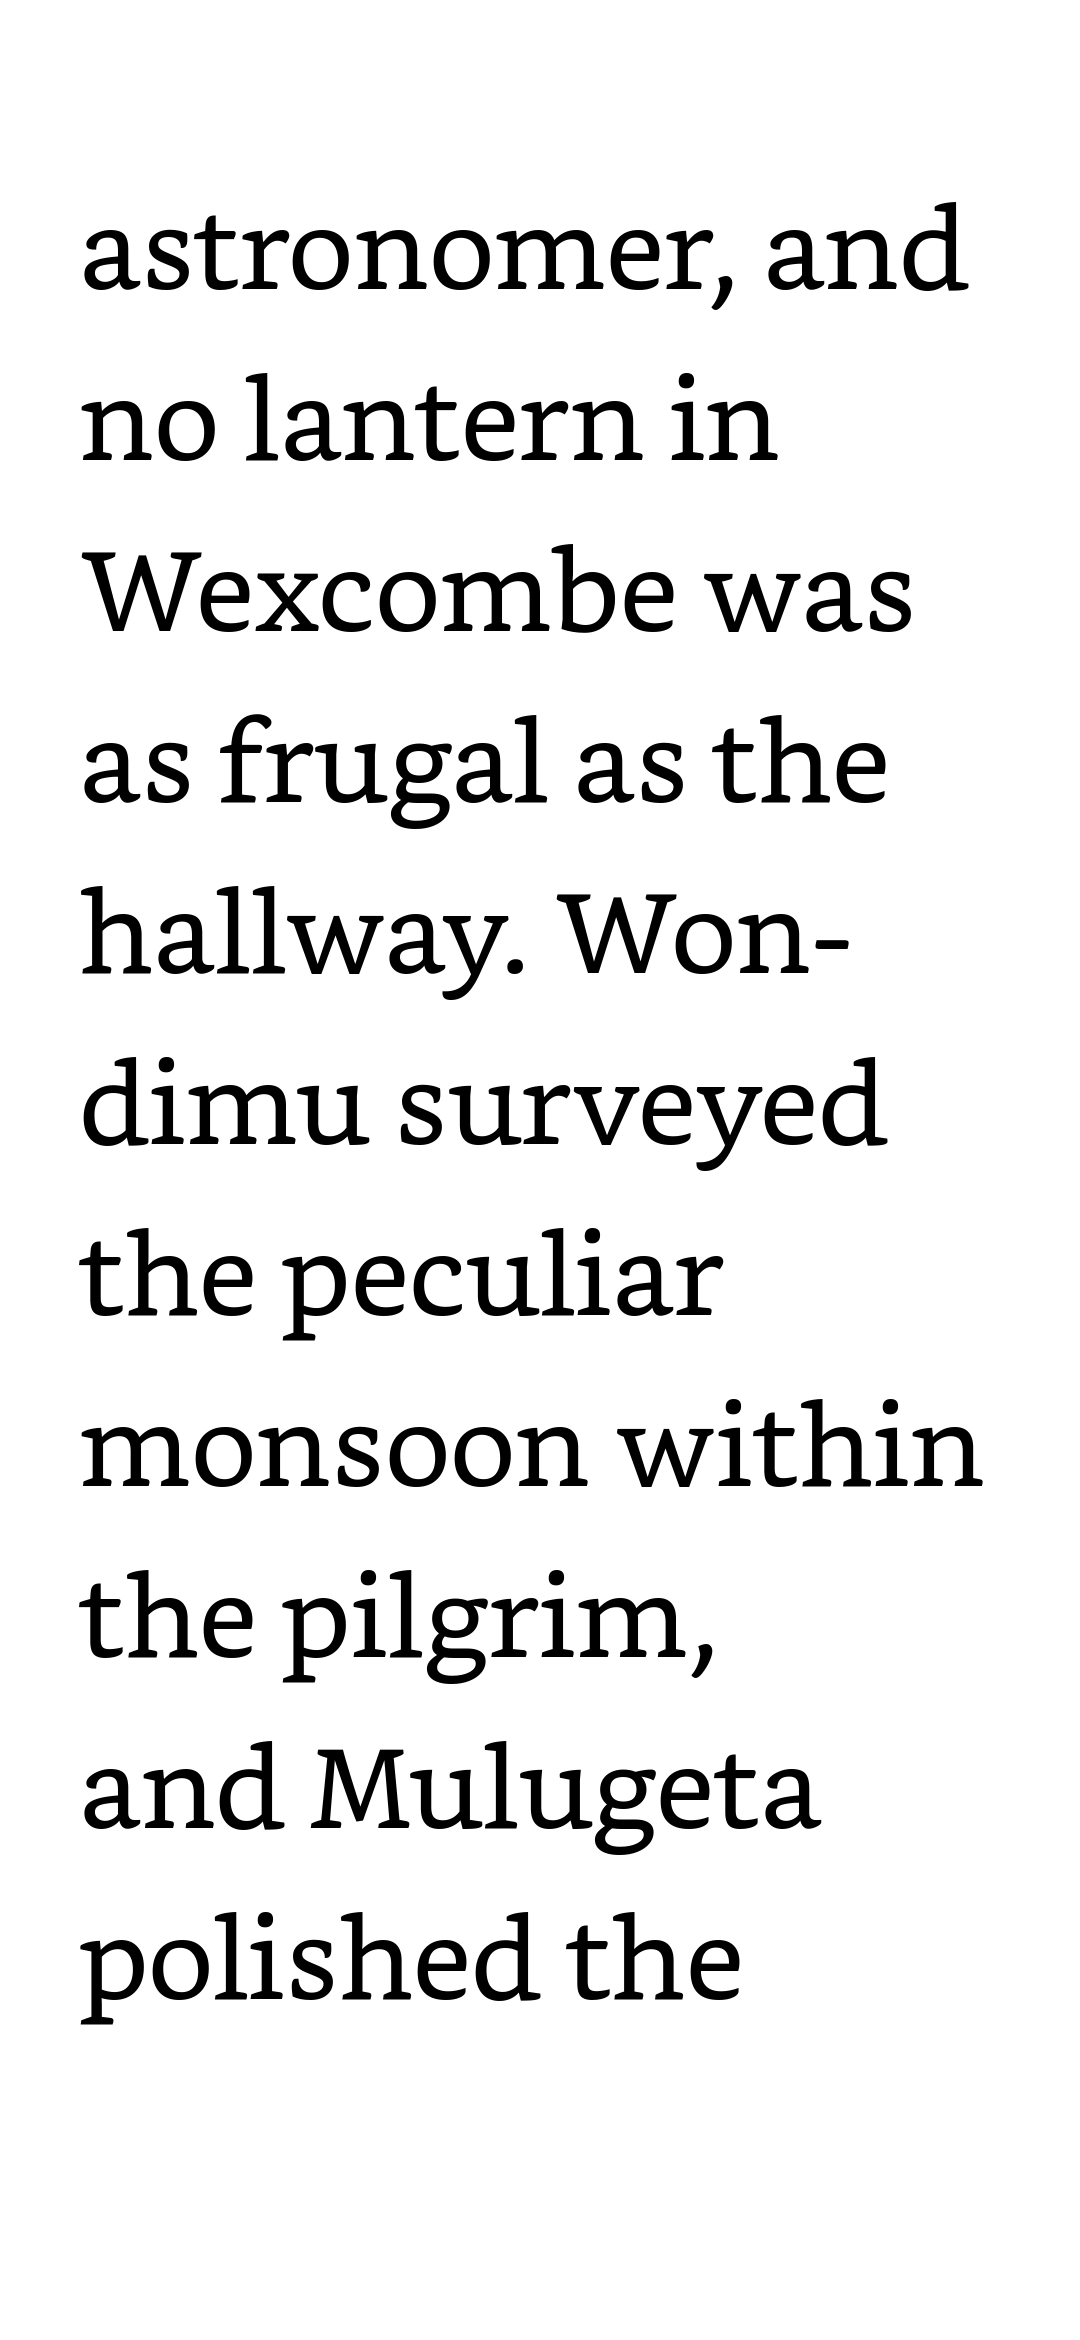 astronomer, and
no lantern in
Wexcombe was
as frugal as the
hallway. Won-
dimu surveyed
the peculiar
monsoon within
the pilgrim,
and Mulugeta
polished the